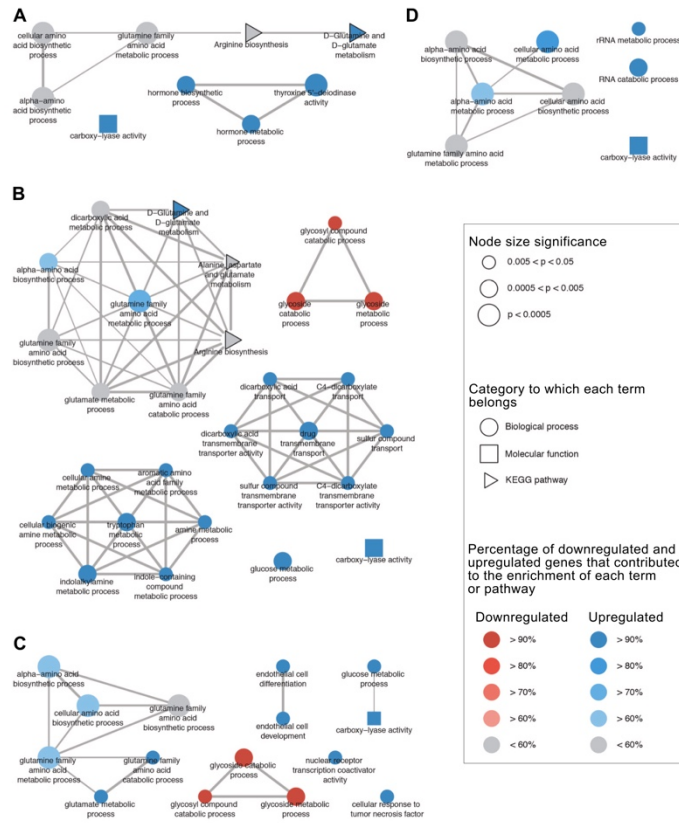 A
cellular amino
acid biosynthetic
process
glutamine family
amino acid
metabolic process
Arginine biosynthesis
D-Glutamine and
D-glutamate
metabolism
alpha-amino
acid biosynthetic
process
carboxy-lyase activity
hormone biosynthetic
process
thyroxine 5'-deiodinase
activity
hormone metabolic
process
D
alpha-amino acid
biosynthetic process
cellular amino acid
metabolic process
rRNA metabolic process
RNA catabolic process
alpha-amino acid
metabolic process
cellular amino
acid biosynthetic process
glutamine family amino acid
metabolic process
carboxy-lyase activity
B
dicarboxylic acid
metabolic process
D-Glutamine and
D-glutamate
metabolism
alpha-amino acid
biosynthetic process
Alanine, aspartate
and glutamate
metabolism
glutamine family
amino acid
metabolic process
glutamine family
amino acid
biosynthetic process
Arginine biosynthesis
glutamate metabolic
process
glutamine family
amino acid
catabolic process
glycosyl compound
catabolic process
glycoside
catabolic process
glycoside
metabolic process
dicarboxylic acid
transport
C4-dicarboxylate
transport
dicarboxylic acid
transmembrane
transporter activity
drug
transmembrane
transport
sulfur compound
transport
sulfur compound
transmembrane
transporter activity
C4-dicarboxylate
transmembrane
transporter activity
cellular amine
metabolic process
aromatic amino
acid family
metabolic process
cellular biogenic
amine metabolic
process
tryptophan
metabolic process
amine metabolic
process
indolalkylamine
metabolic process
indole-containing
compound metabolic
process
glucose metabolic
process
carboxy-lyase
activity
C
alpha-amino acid
biosynthetic process
cellular amino acid
biosynthetic process
glutamine family
amino acid
biosynthetic process
glutamine family
amino acid
metabolic process
glutamine family
amino acid catabolic
process
glutamate metabolic
process
endothelial cell
differentiation
endothelial cell
development
glucose metabolic
process
carboxy-lyase activity
glycoside catabolic
process
nuclear receptor
transcription coactivator
activity
glycosyl compound
catabolic process
glycoside metabolic
process
cellular response to
tumor necrosis factor
Node size significance
0.005 < p < 0.05
0.0005 < p < 0.005
p < 0.0005
Category to which each term
belongs
Biological process
Molecular function
KEGG pathway
Percentage of downregulated and
upregulated genes that contributed
to the enrichment of each term
or pathway
Downregulated Upregulated
> 90% > 90%
> 80% > 80%
> 70% > 70%
> 60% > 60%
< 60% < 60%